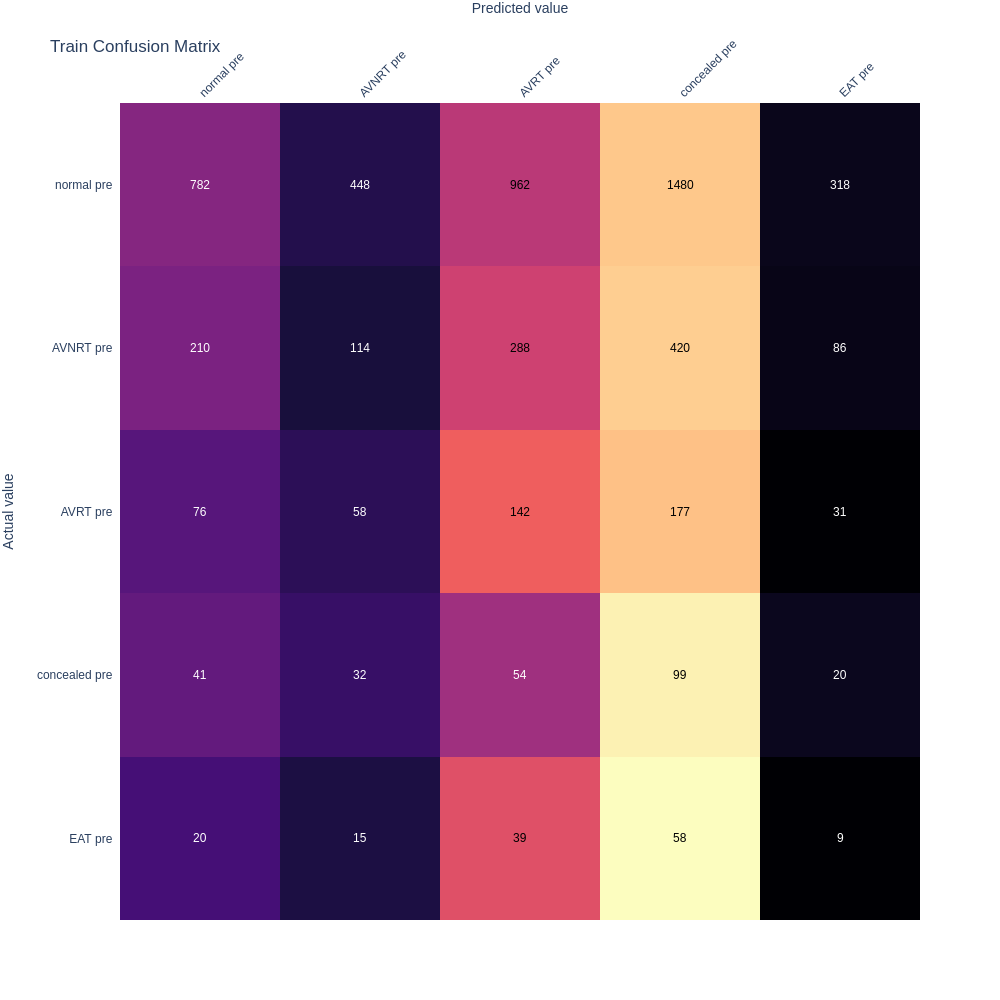 Predicted value
Train Confusion Matrix
normal pre
AVNRT pre
AVRT pre
concealed pre
EAT pre
normal pre 782 448 962 1480 318
AVNRT pre 210 114 288 420 86
Actual value
AVRT pre 76 58 142 177 31
concealed pre 41 32 54 99 20
EAT pre 20 15 39 58 9